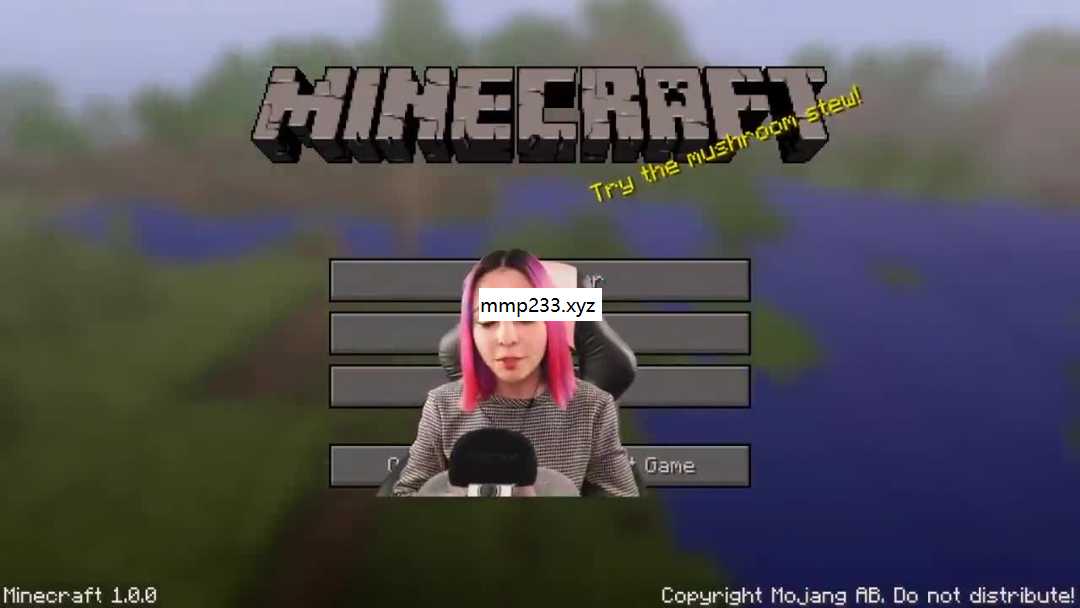 MINECRAFT
Try the mushroom stew!
mmp233.xyz
Game
Minecraft 1.0.0
Copyright Mojang AB. Do not distribute!